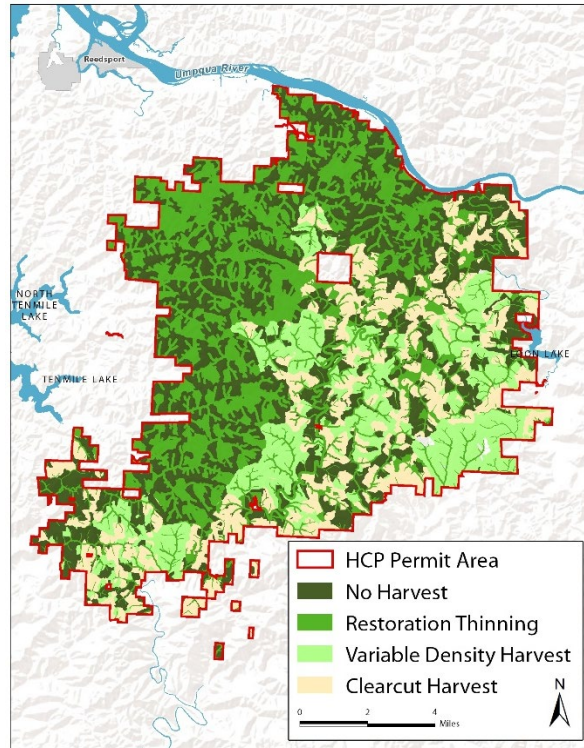 Reedsport
Umpqua River
NORTH
TENMILE
LAKE
TENMILE LAKE
LOON LAKE
HCP Permit Area
No Harvest
Restoration Thinning
Variable Density Harvest
Clearcut Harvest
N
0 2 4
Miles